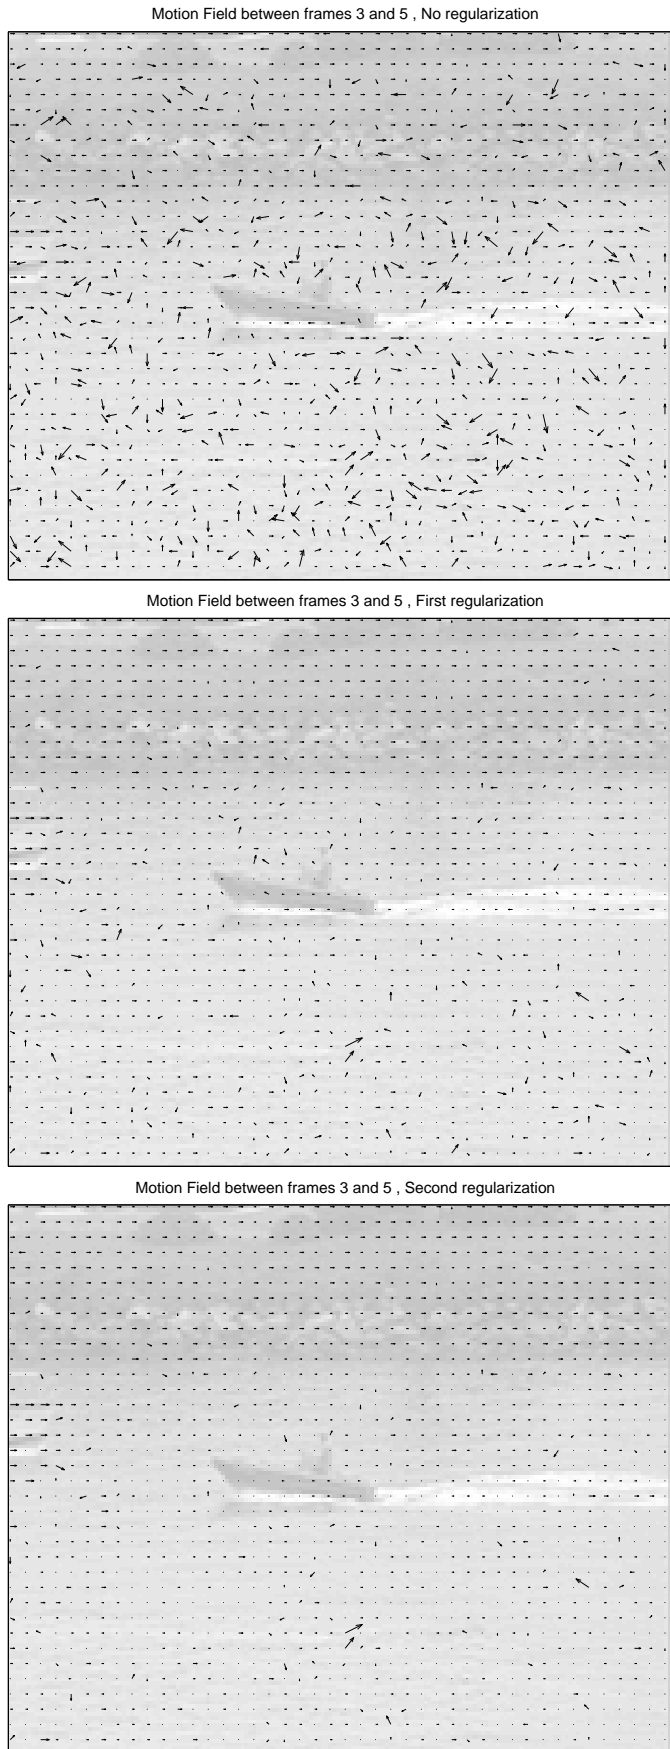 Motion Field between frames 3 and 5 , No regularization
Motion Field between frames 3 and 5 , First regularization
Motion Field between frames 3 and 5 , Second regularization